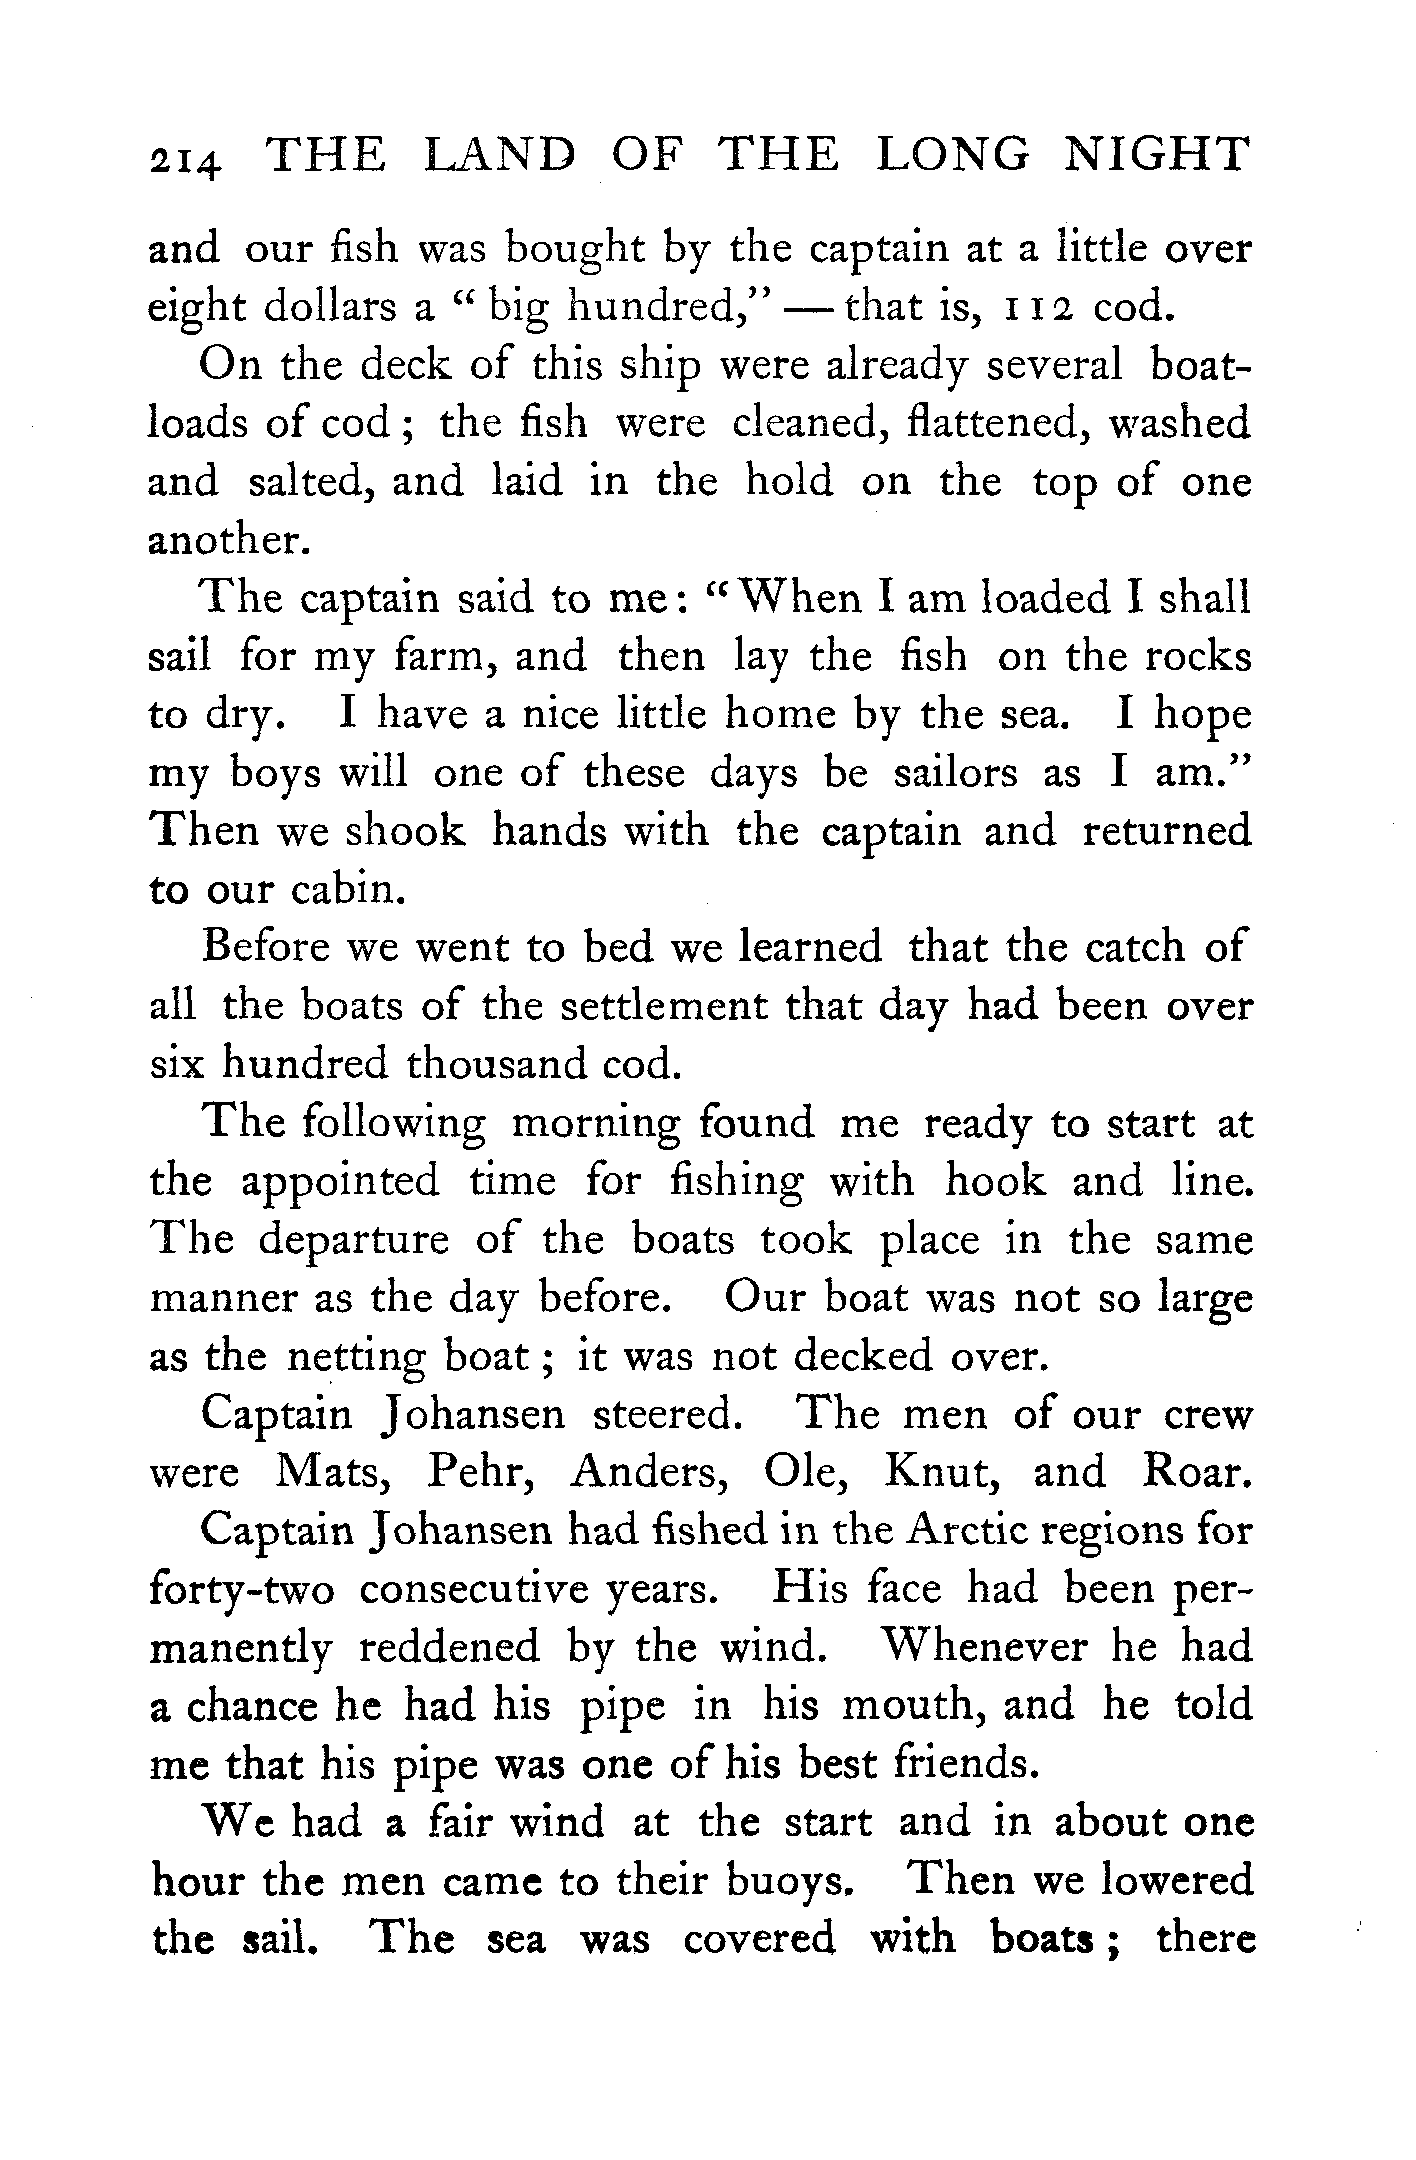 214 THE LAND OF THE LONG NIGHT
and our fish was bought by the captain at a little over
eight dollars a “ big hundred,” — that is, 112 cod.
On the deck of this ship were already several boat-
loads of cod ; the fish were cleaned, flattened, washed
and salted, and laid in the hold on the top of one
another.
The captain said to me : “ When I am loaded I shall
sail for my farm, and then lay the fish on the rocks
to dry. I have a nice little home by the sea. I hope
my boys will one of these days be sailors as I am.”
Then we shook hands with the captain and returned
to our cabin.
Before we went to bed we learned that the catch of
all the boats of the settlement that day had been over
six hundred thousand cod.
The following morning found me ready to start at
the appointed time for fishing with hook and line.
The departure of the boats took place in the same
manner as the day before. Our boat was not so large
as the netting boat ; it was not decked over.
Captain Johansen steered. The men of our crew
were Mats, Pehr, Anders, Ole, Knut, and Roar.
Captain Johansen had fished in the Arctic regions for
forty-two consecutive years. His face had been per-
manently reddened by the wind. Whenever he had
a chance he had his pipe in his mouth, and he told
me that his pipe was one of his best friends.
We had a fair wind at the start and in about one
hour the men came to their buoys. Then we lowered
the sail. The sea was covered with boats ; there